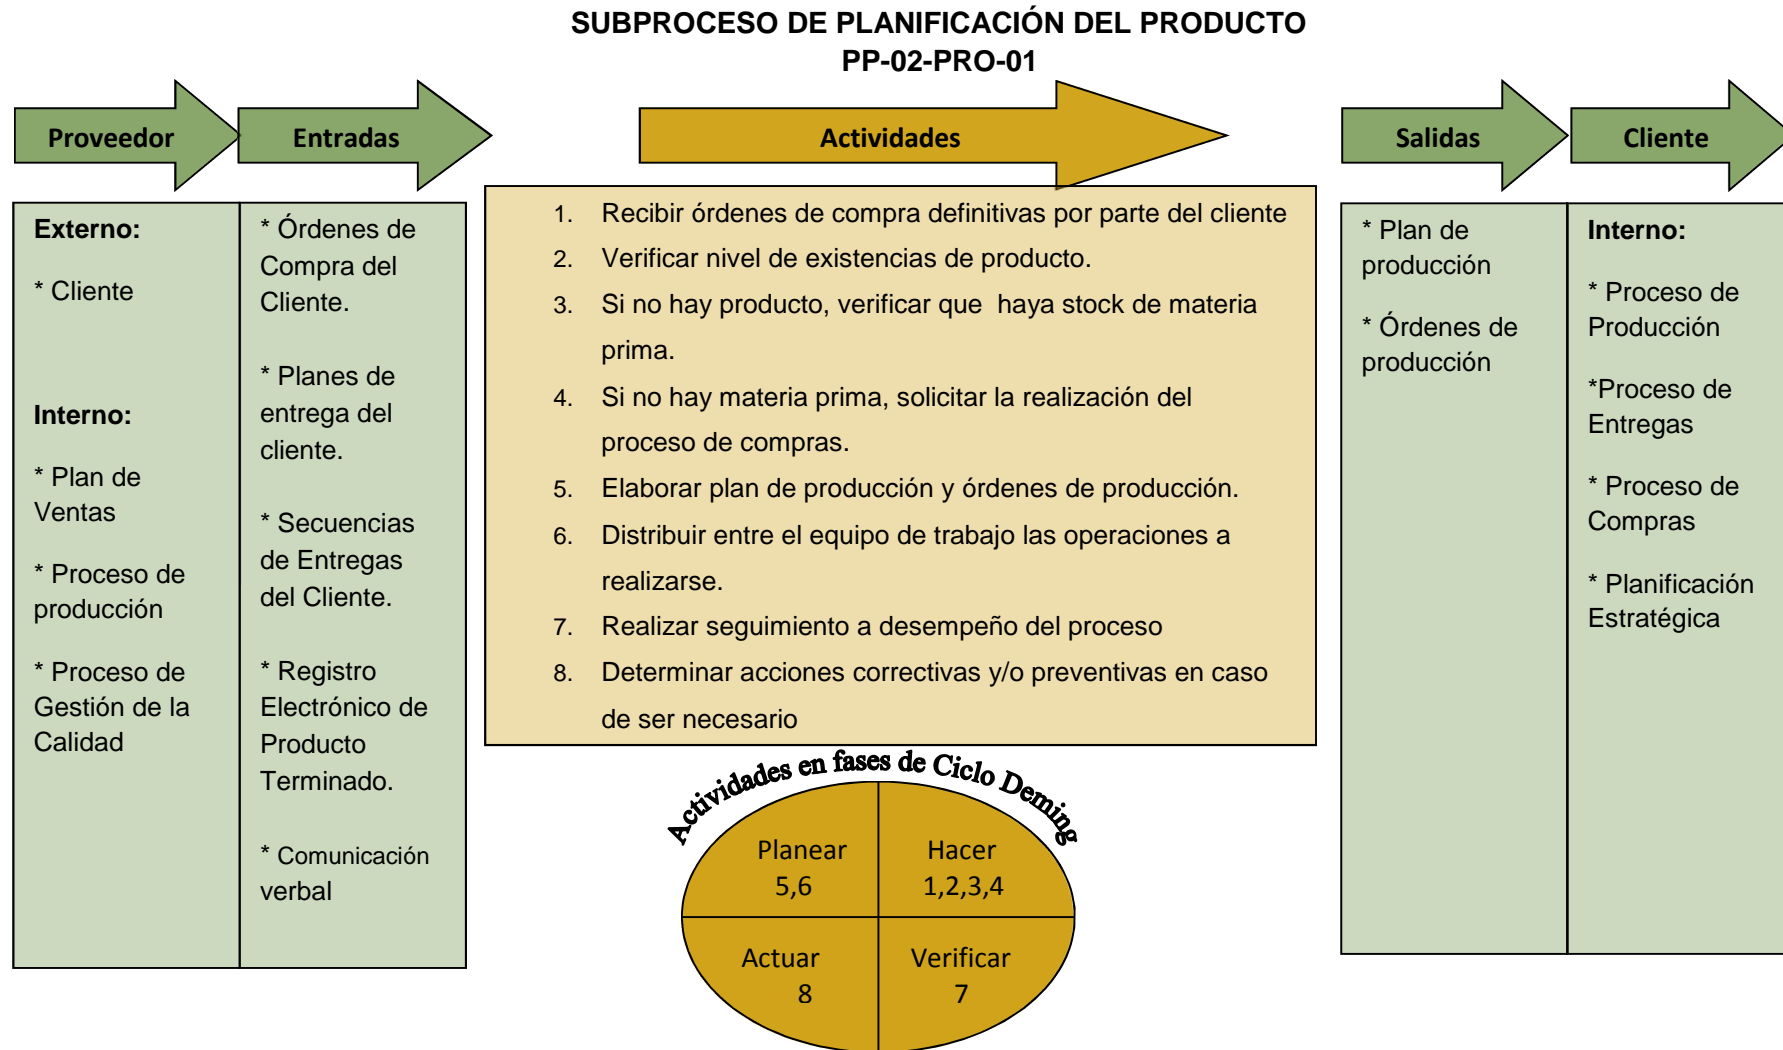 SUBPROCESO DE PLANIFICACIÓN DEL PRODUCTO
PP-02-PRO-01
Proveedor
Entradas
Actividades
Salidas
Cliente
Externo:
* Cliente
Interno:
* Plan de
Ventas
* Proceso de
producción
* Proceso de
Gestión de la
Calidad
* Órdenes de
Compra del
Cliente.
* Planes de
entrega del
cliente.
* Secuencias
de Entregas
del Cliente.
* Registro
Electrónico de
Producto
Terminado.
* Comunicación
verbal
1. Recibir órdenes de compra definitivas por parte del cliente
2. Verificar nivel de existencias de producto.
3. Si no hay producto, verificar que  haya stock de materia
prima.
4. Si no hay materia prima, solicitar la realización del
proceso de compras.
5. Elaborar plan de producción y órdenes de producción.
6. Distribuir entre el equipo de trabajo las operaciones a
realizarse.
7. Realizar seguimiento a desempeño del proceso
8. Determinar acciones correctivas y/o preventivas en caso
de ser necesario
Actividades en fases de Ciclo Deming
Planear
5,6
Hacer
1,2,3,4
Actuar
8
Verificar
7
* Plan de
producción
* Órdenes de
producción
Interno:
* Proceso de
Producción
*Proceso de
Entregas
* Proceso de
Compras
* Planificación
Estratégica